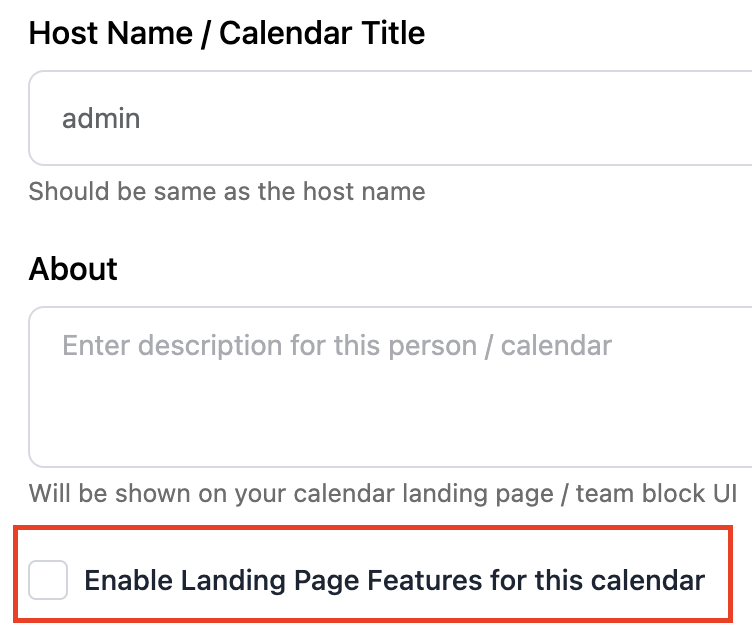 Host Name / Calendar Title
admin
Should be same as the host name
About
Enter description for this person / calendar
Will be shown on your calendar landing page / team block UI
Enable Landing Page Features for this calendar